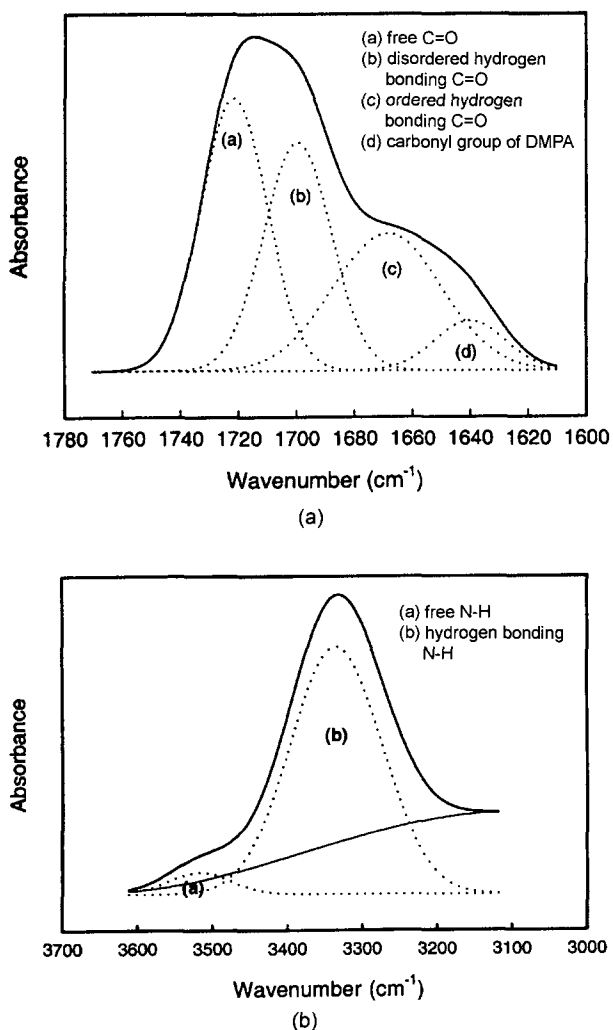 (a) free C=O
(b) disordered hydrogen
bonding C=O
(c) ordered hydrogen
bonding C=O
(d) carbonyl group of DMPA
(a)
(b)
(c)
(d)
Absorbance
1780 1760 1740 1720 1700 1680 1660 1640 1620 1600
Wavenumber (cm⁻¹)
(a)
(a) free N-H
(b) hydrogen bonding
N-H
(b)
(a)
Absorbance
3700 3600 3500 3400 3300 3200 3100 3000
Wavenumber (cm⁻¹)
(b)